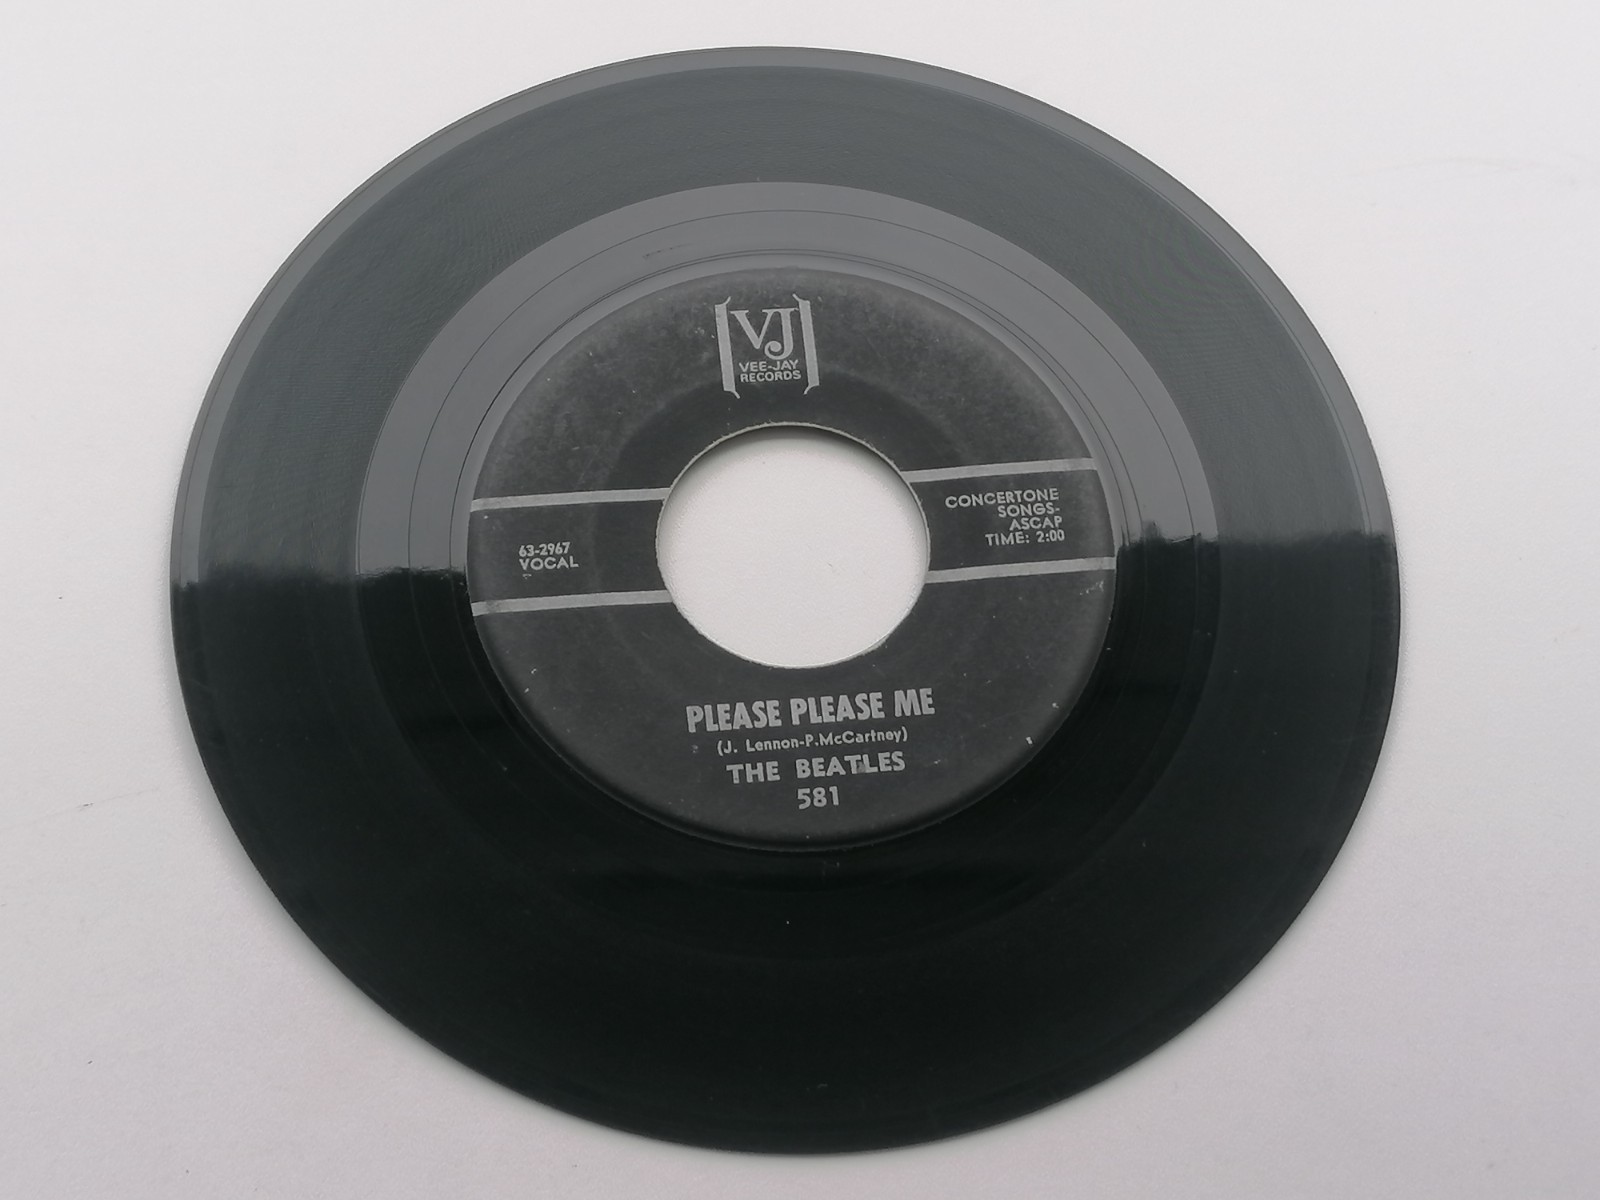 VJ
VEE-JAY
RECORDS
CONCERTONE
SONGS-
ASCAP
TIME: 2:00
63-2967
VOCAL
PLEASE PLEASE ME
(J. Lennon-P.McCartney)
THE BEATLES
581